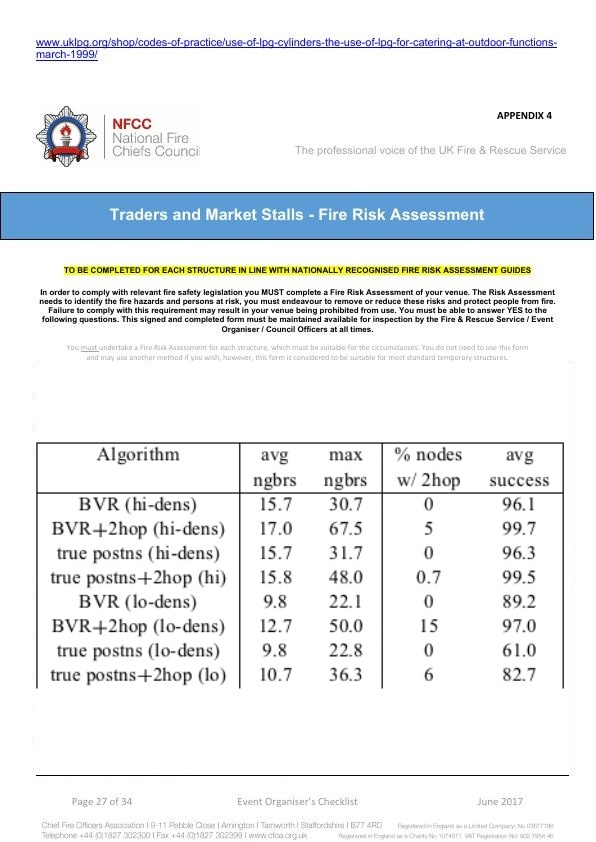 www.uklpg.org/shop/codes-of-practice/use-of-lpg-cylinders-the-use-of-lpg-for-catering-at-outdoor-functions-
march-1999/
APPENDIX 4
NFCC
National Fire
Chiefs Council
The professional voice of the UK Fire & Rescue Service
Traders and Market Stalls - Fire Risk Assessment
TO BE COMPLETED FOR EACH STRUCTURE IN LINE WITH NATIONALLY RECOGNISED FIRE RISK ASSESSMENT GUIDES
In order to comply with relevant fire safety legislation you MUST complete a Fire Risk Assessment of your venue. The Risk Assessment
needs to identify the fire hazards and persons at risk, you must endeavour to remove or reduce these risks and protect people from fire.
Failure to comply with this requirement may result in your venue being prohibited from use. You must be able to answer YES to the
following questions. This signed and completed form must be maintained available for inspection by the Fire & Rescue Service / Event
Organiser / Council Officers at all times.
You must undertake a Fire Risk Assessment for each structure, which must be suitable for the circumstances. You do not need to use this form
and may use another method if you wish, however, this form is considered to be suitable for most standard temporary structures.
Algorithm avg max % nodes avg
ngbrs ngbrs w/ 2hop success
BVR (hi-dens) 15.7 30.7 0 96.1
BVR+2hop (hi-dens) 17.0 67.5 5 99.7
true postns (hi-dens) 15.7 31.7 0 96.3
true postns+2hop (hi) 15.8 48.0 0.7 99.5
BVR (lo-dens) 9.8 22.1 0 89.2
BVR+2hop (lo-dens) 12.7 50.0 15 97.0
true postns (lo-dens) 9.8 22.8 0 61.0
true postns+2hop (lo) 10.7 36.3 6 82.7
Page 27 of 34 Event Organiser's Checklist June 2017
Chief Fire Officers Association | 9-11 Pebble Close | Amington | Tamworth | Staffordshire | B77 4RD Registered in England as a Limited Company: No 03677186
Telephone +44 (0)1827 302300 | Fax +44 (0)1827 302399 | www.cfoa.org.uk Registered in England as a Charity No 1074071 VAT Registration No: 902 1954 46